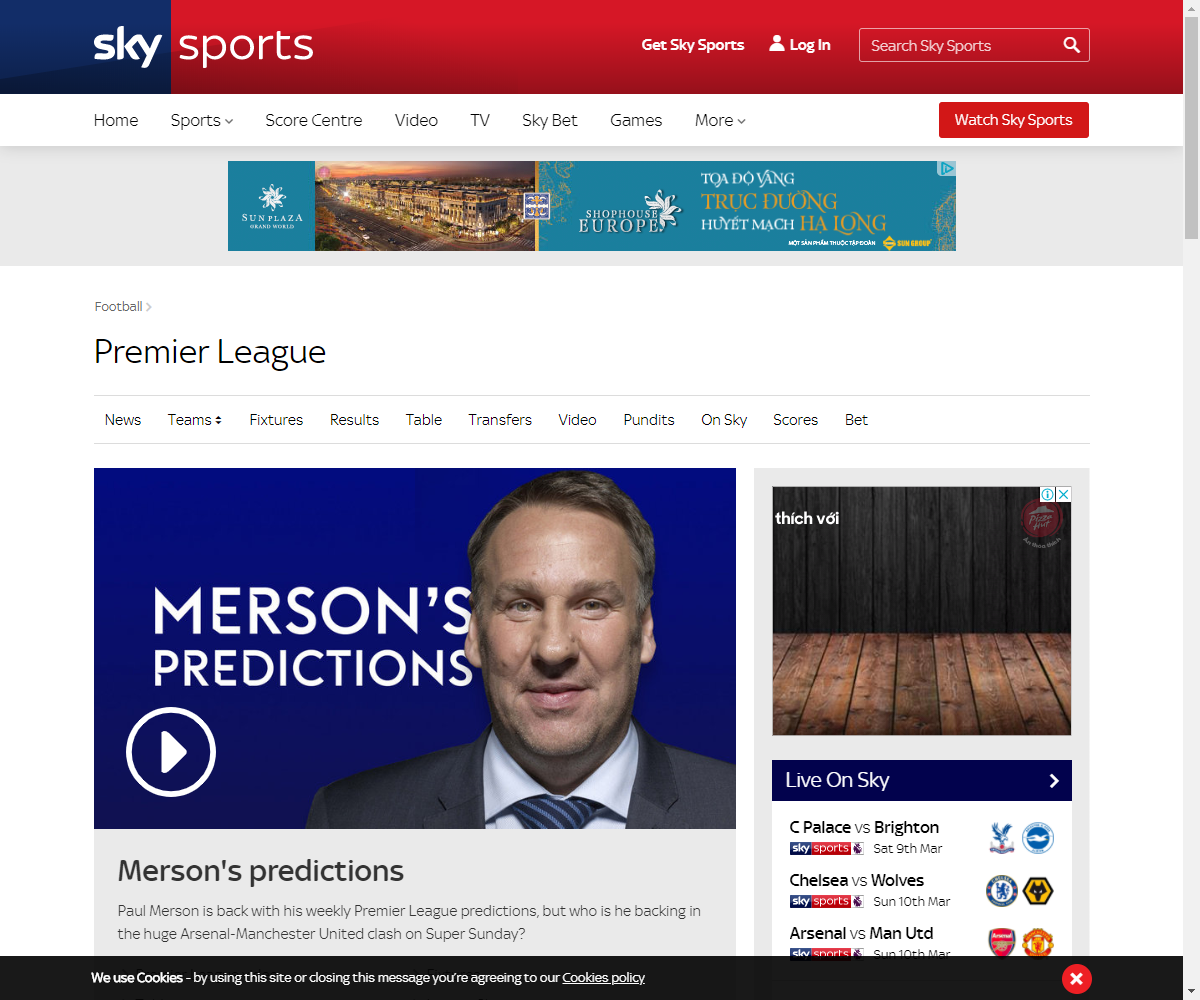 sky sports
Get Sky Sports
Log In
Search Sky Sports
Home
Sports
Score Centre
Video
TV
Sky Bet
Games
More
Watch Sky Sports
SUN PLAZA
GRAND WORLD
SHOPHOUSE
EUROPE
TỌA ĐỘ VÀNG
TRỤC ĐƯỜNG
HUYẾT MẠCH HẠ LONG
MỘT SẢN PHẨM THUỘC TẬP ĐOÀN
SUN GROUP
Football
Premier League
News
Teams
Fixtures
Results
Table
Transfers
Video
Pundits
On Sky
Scores
Bet
MERSON'S
PREDICTIONS
thích với
Pizza
Hut
Merson's predictions
Paul Merson is back with his weekly Premier League predictions, but who is he backing in
the huge Arsenal-Manchester United clash on Super Sunday?
Live On Sky
C Palace vs Brighton
sky sports Sat 9th Mar
Chelsea vs Wolves
sky sports Sun 10th Mar
Arsenal vs Man Utd
sky sports Sun 10th Mar
We use Cookies - by using this site or closing this message you're agreeing to our Cookies policy